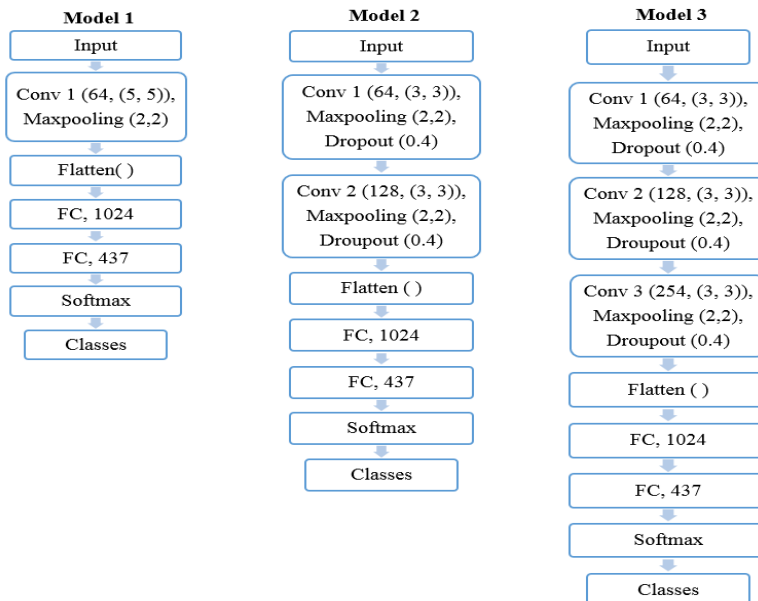 Model 1
Input
Conv 1 (64, (5, 5)),
Maxpooling (2,2)
Flatten( )
FC, 1024
FC, 437
Softmax
Classes
Model 2
Input
Conv 1 (64, (3, 3)),
Maxpooling (2,2),
Dropout (0.4)
Conv 2 (128, (3, 3)),
Maxpooling (2,2),
Droupout (0.4)
Flatten ( )
FC, 1024
FC, 437
Softmax
Classes
Model 3
Input
Conv 1 (64, (3, 3)),
Maxpooling (2,2),
Dropout (0.4)
Conv 2 (128, (3, 3)),
Maxpooling (2,2),
Droupout (0.4)
Conv 3 (254, (3, 3)),
Maxpooling (2,2),
Droupout (0.4)
Flatten ( )
FC, 1024
FC, 437
Softmax
Classes